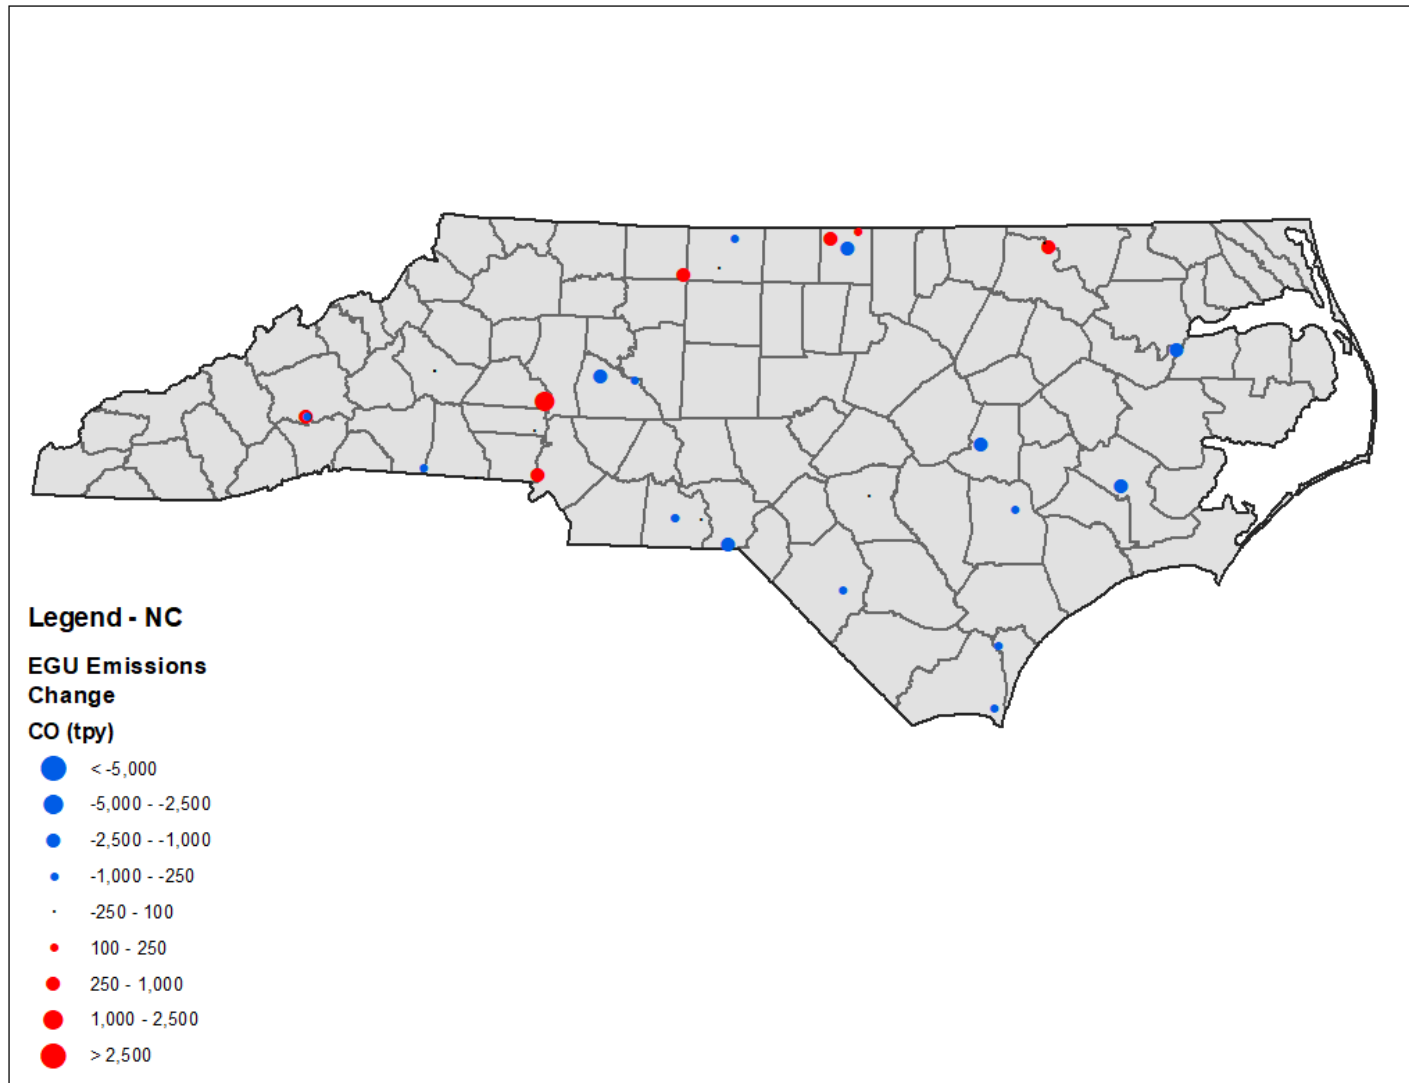 Legend - NC
EGU Emissions
Change
CO (tpy)
< -5,000
-5,000 - -2,500
-2,500 - -1,000
-1,000 - -250
-250 - 100
100 - 250
250 - 1,000
1,000 - 2,500
> 2,500